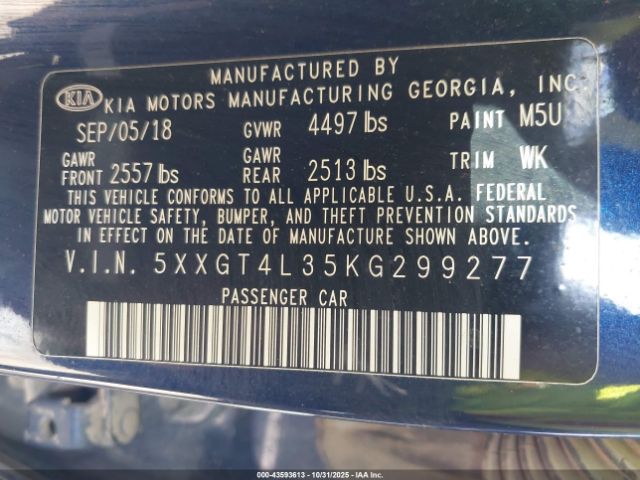 MANUFACTURED BY
KIA KIA MOTORS MANUFACTURING GEORGIA, INC.
SEP/05/18 GVWR 4497 lbs PAINT M5U
GAWR FRONT 2557 lbs GAWR REAR 2513 lbs TRIM WK
THIS VEHICLE CONFORMS TO ALL APPLICABLE U.S.A. FEDERAL
MOTOR VEHICLE SAFETY, BUMPER, AND THEFT PREVENTION STANDARDS
IN EFFECT ON THE DATE OF MANUFACTURE SHOWN ABOVE.
V.I.N. 5XXGT4L35KG299277
PASSENGER CAR
000-43593613 - 10/31/2025 - IAA Inc.